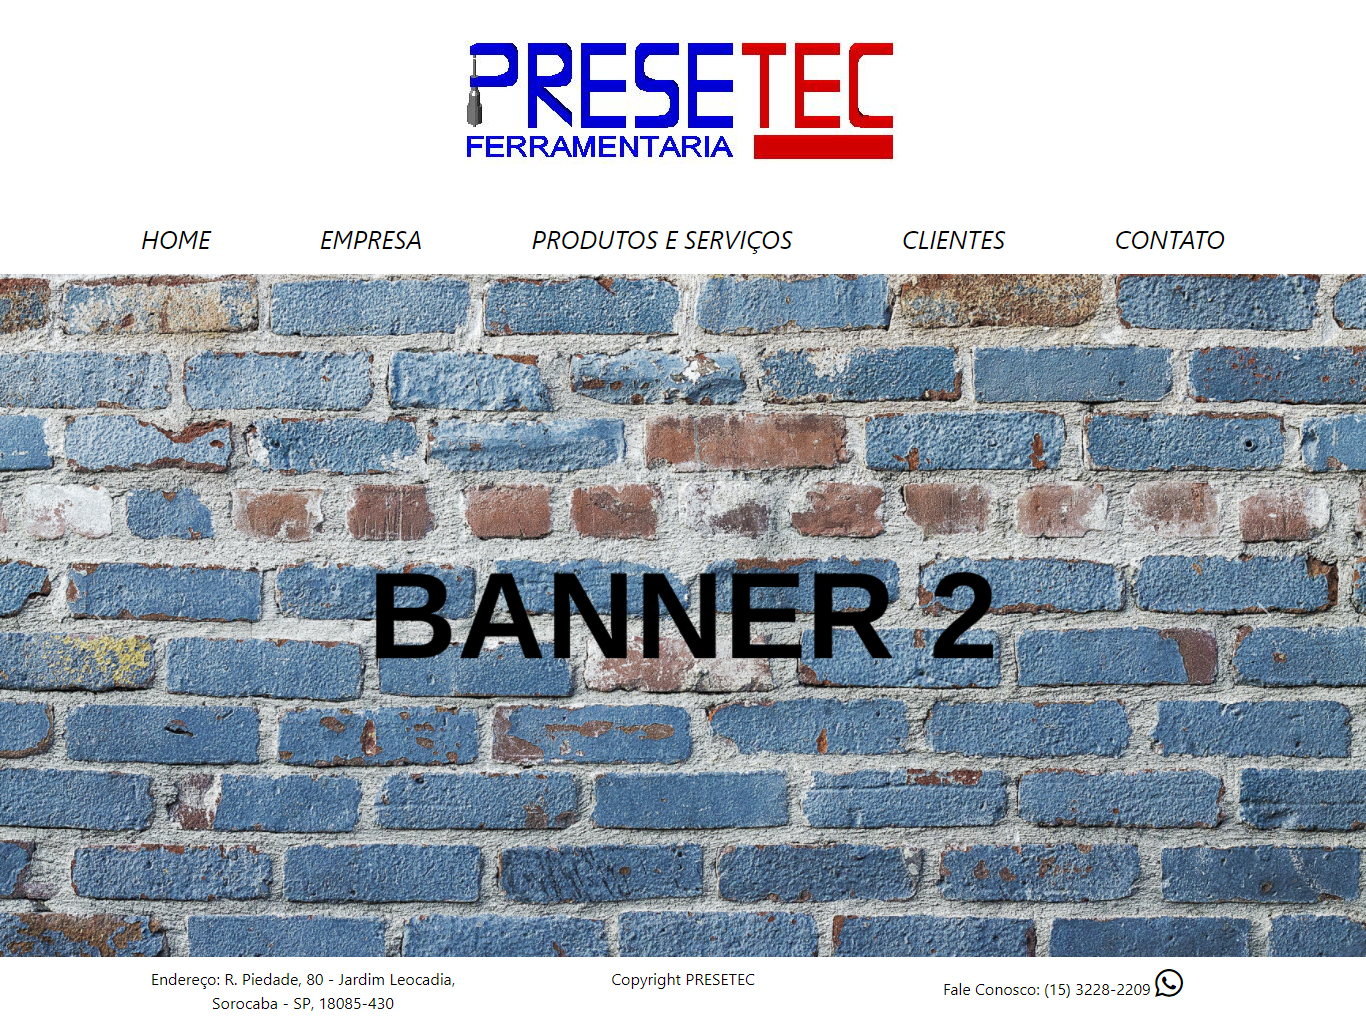 PRESETEC
FERRAMENTARIA
HOME EMPRESA PRODUTOS E SERVIÇOS CLIENTES CONTATO
BANNER 2
Endereço: R. Piedade, 80 - Jardim Leocadia,
Sorocaba - SP, 18085-430
Copyright PRESETEC
Fale Conosco: (15) 3228-2209